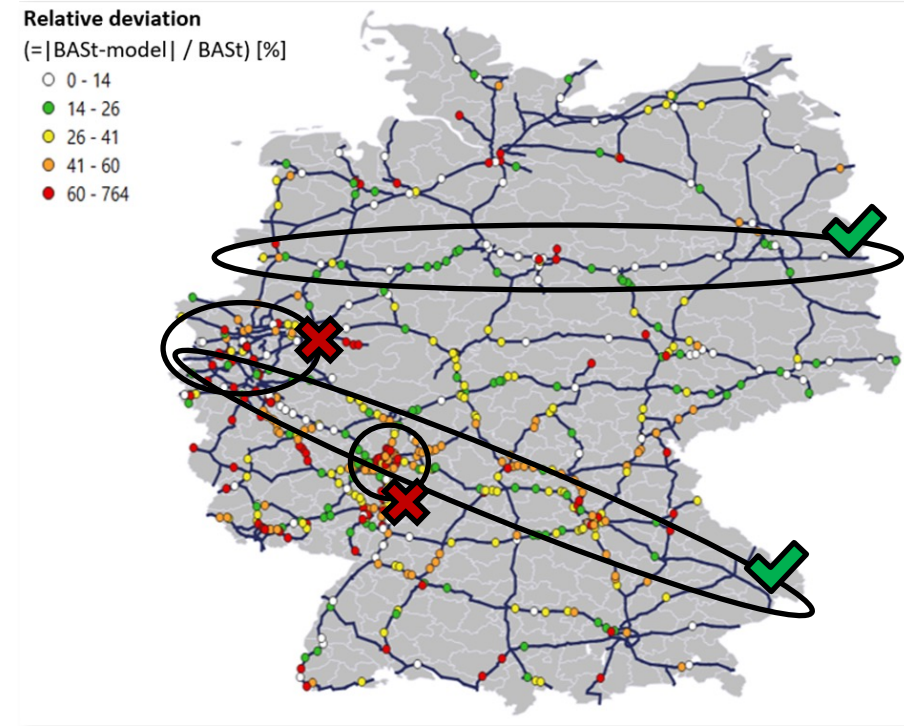 Relative deviation
(=|BASt-model| / BASt) [%]
0 - 14
14 - 26
26 - 41
41 - 60
60 - 764